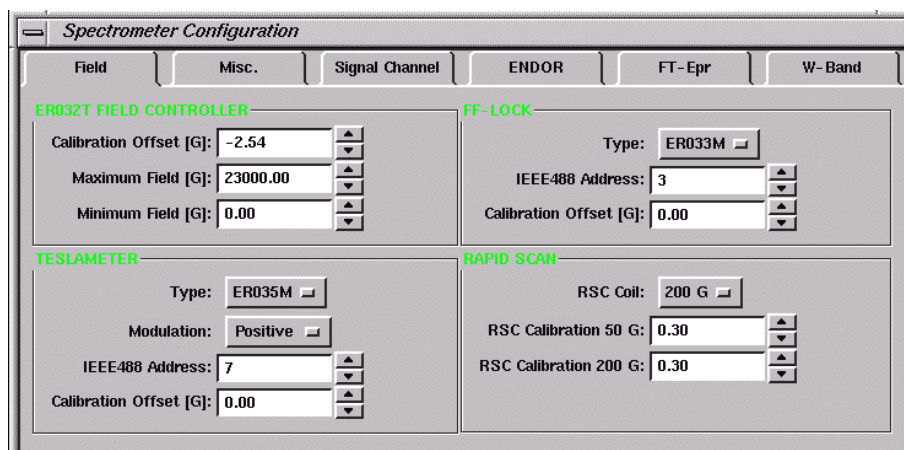 Spectrometer Configuration
Field Misc. Signal Channel ENDOR FT-Epr W-Band
ER032T FIELD CONTROLLER
Calibration Offset [G]: -2.54
Maximum Field [G]: 23000.00
Minimum Field [G]: 0.00
FF-LOCK
Type: ER033M
IEEE488 Address: 3
Calibration Offset [G]: 0.00
TESLAMETER
Type: ER035M
Modulation: Positive
IEEE488 Address: 7
Calibration Offset [G]: 0.00
RAPID SCAN
RSC Coil: 200 G
RSC Calibration 50 G: 0.30
RSC Calibration 200 G: 0.30